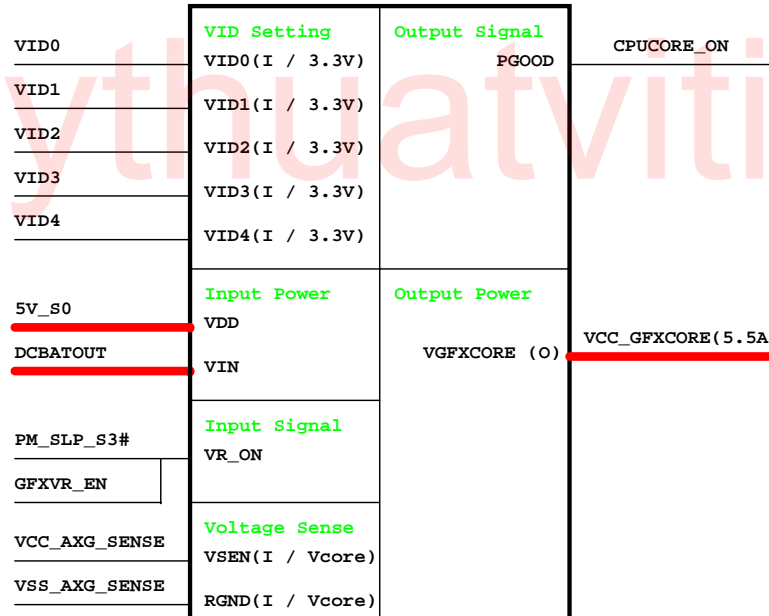 VID0
VID1
VID2
VID3
VID4
5V_S0
DCBATOUT
PM_SLP_S3#
GFXVR_EN
VCC_AXG_SENSE
VSS_AXG_SENSE
VID Setting
VID0(I / 3.3V)
VID1(I / 3.3V)
VID2(I / 3.3V)
VID3(I / 3.3V)
VID4(I / 3.3V)
Input Power
VDD
VIN
Input Signal
VR_ON
Voltage Sense
VSEN(I / Vcore)
RGND(I / Vcore)
Output Signal
PGOOD
Output Power
VGFXCORE (O)
CPUCORE_ON
VCC_GFXCORE(5.5A
ythuatviti